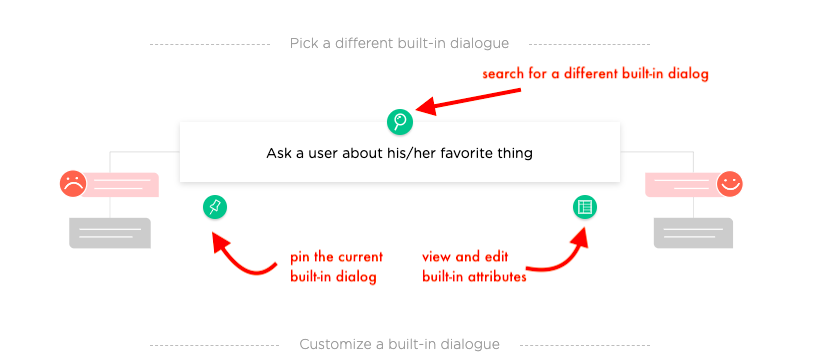 Pick a different built-in dialogue
search for a different built-in dialog
Ask a user about his/her favorite thing
pin the current
built-in dialog
view and edit
built-in attributes
Customize a built-in dialogue